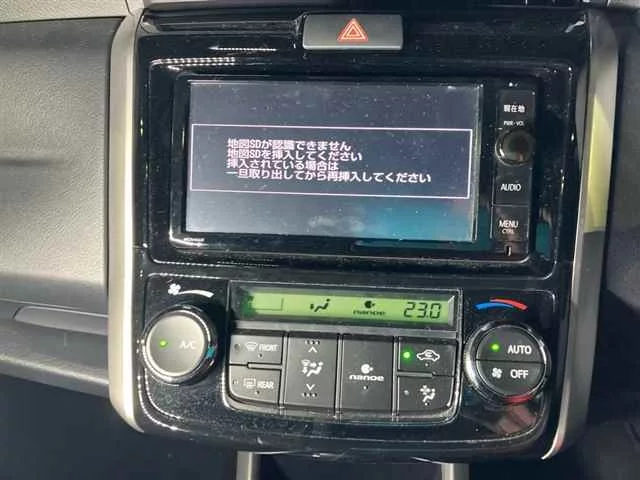 地図SDが認識できません
地図SDを挿入してください
挿入されている場合は
一旦取り出してから再挿入してください
現在地
PWR・VOL
AUDIO
MENU
CTRL
nanoe
23.0
A/C
FRONT
REAR
nanoe
AUTO
OFF